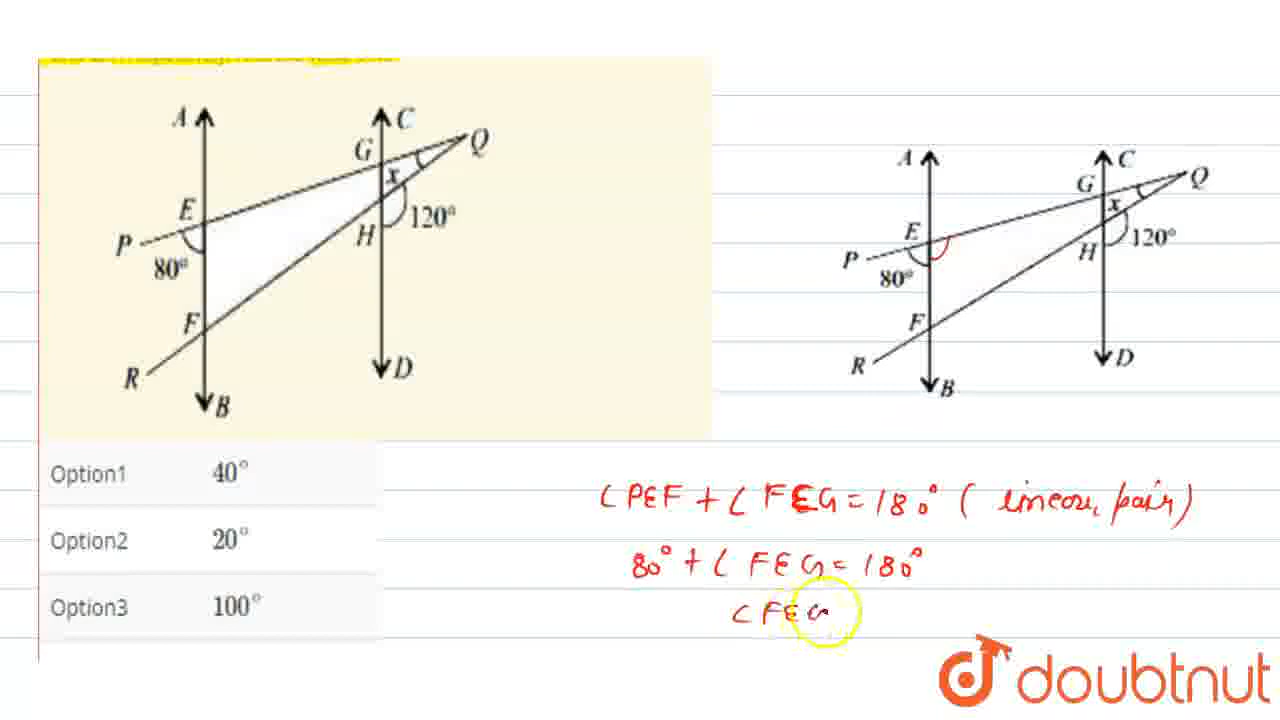 A
C
G
Q
x
E
P
80°
H
120°
F
R
D
B
A
C
G
Q
x
E
P
80°
H
120°
F
R
D
B
Option1 40°
Option2 20°
Option3 100°
∠PEF + ∠FEG = 180° (linear pair)
80° + ∠FEG = 180°
∠FEG
doubtnut